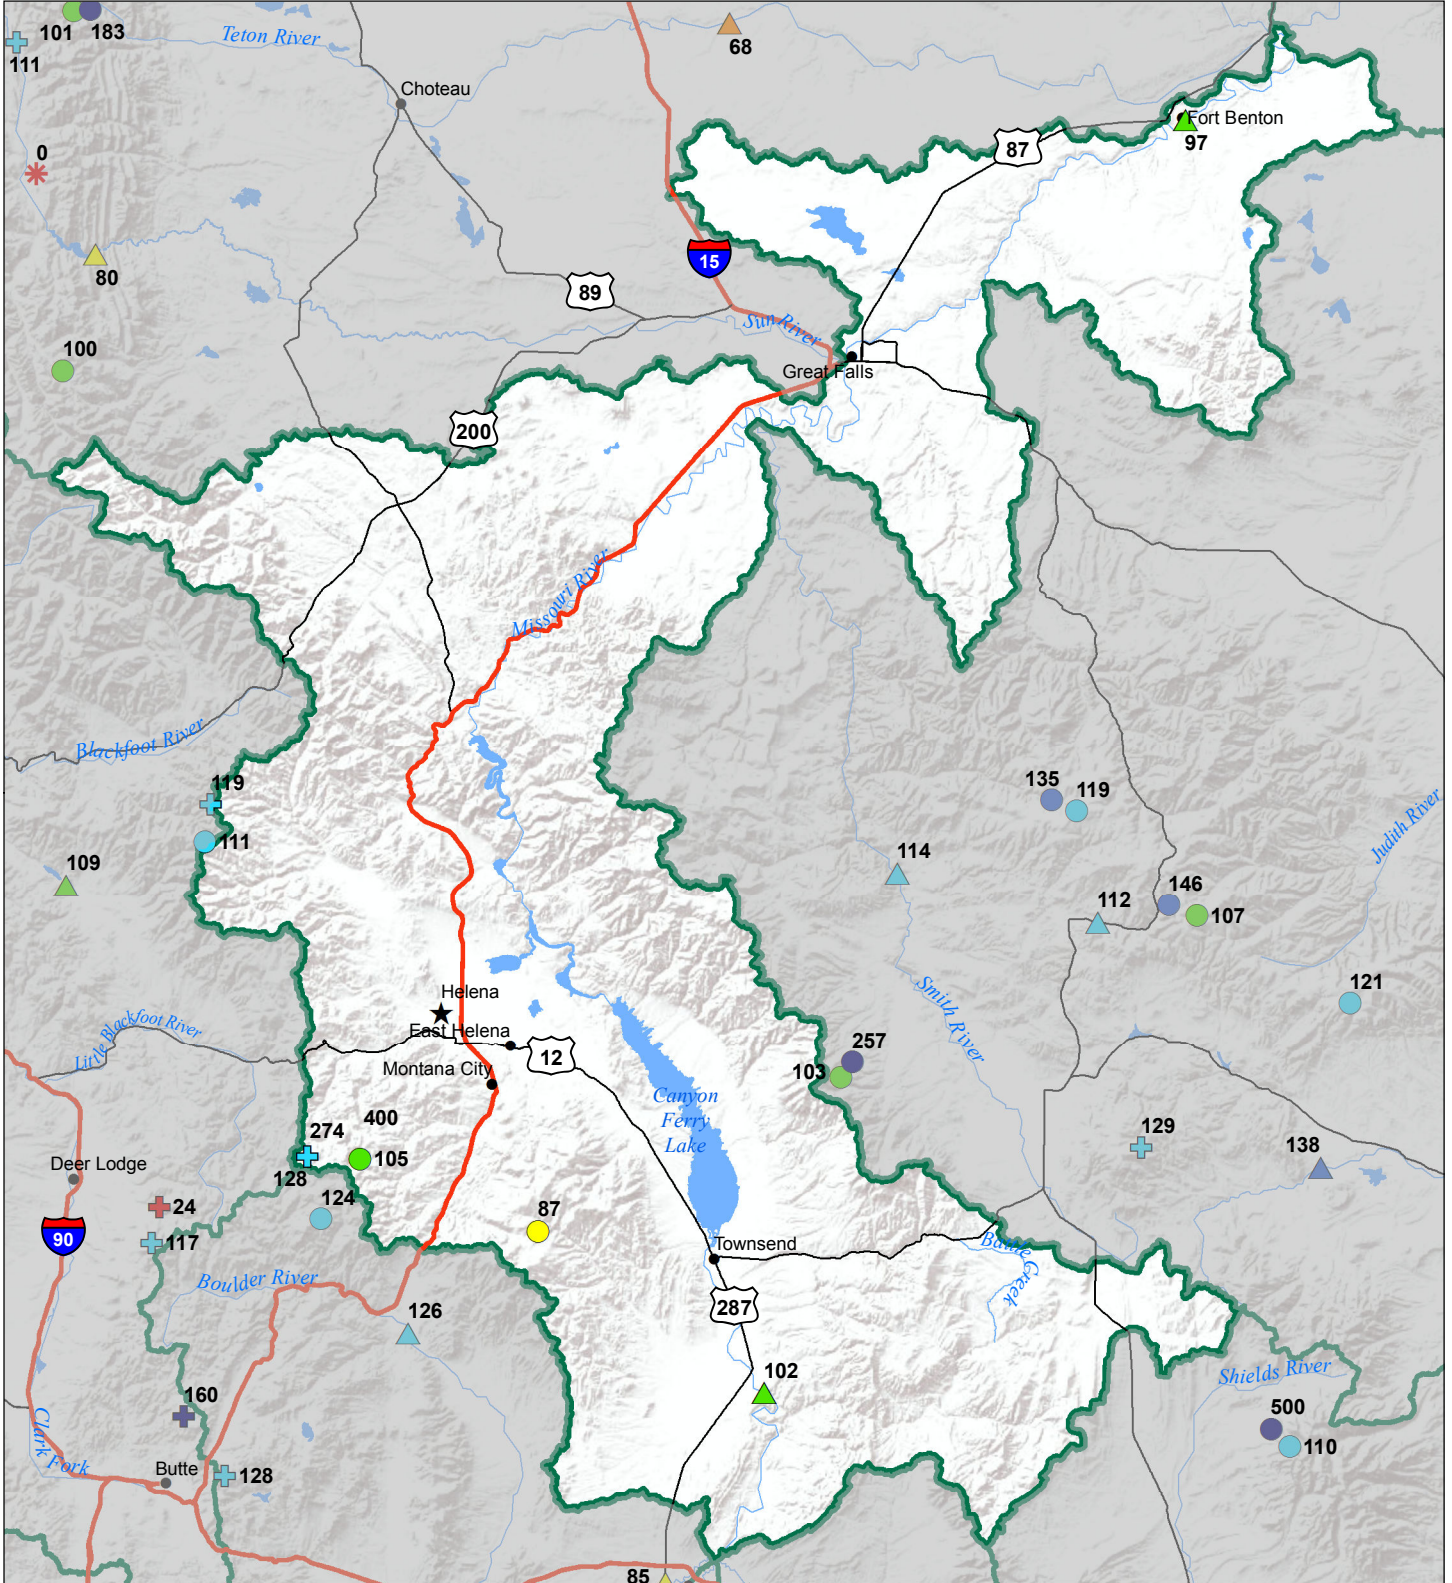 101
183
111
Teton River
68
Choteau
0
Fort Benton
97
87
80
15
89
Sun River
100
Great Falls
200
Missouri River
Blackfoot River
119
111
109
135
119
114
112
146
107
Judith River
121
Smith River
Helena
East Helena
Little Blackfoot River
12
Montana City
257
103
Canyon
Ferry
Lake
400
274
105
128
129
138
Deer Lodge
124
24
117
87
90
Townsend
Battle
Creek
Boulder River
287
126
102
Shields River
160
500
110
Clark Fork
Butte
128
85